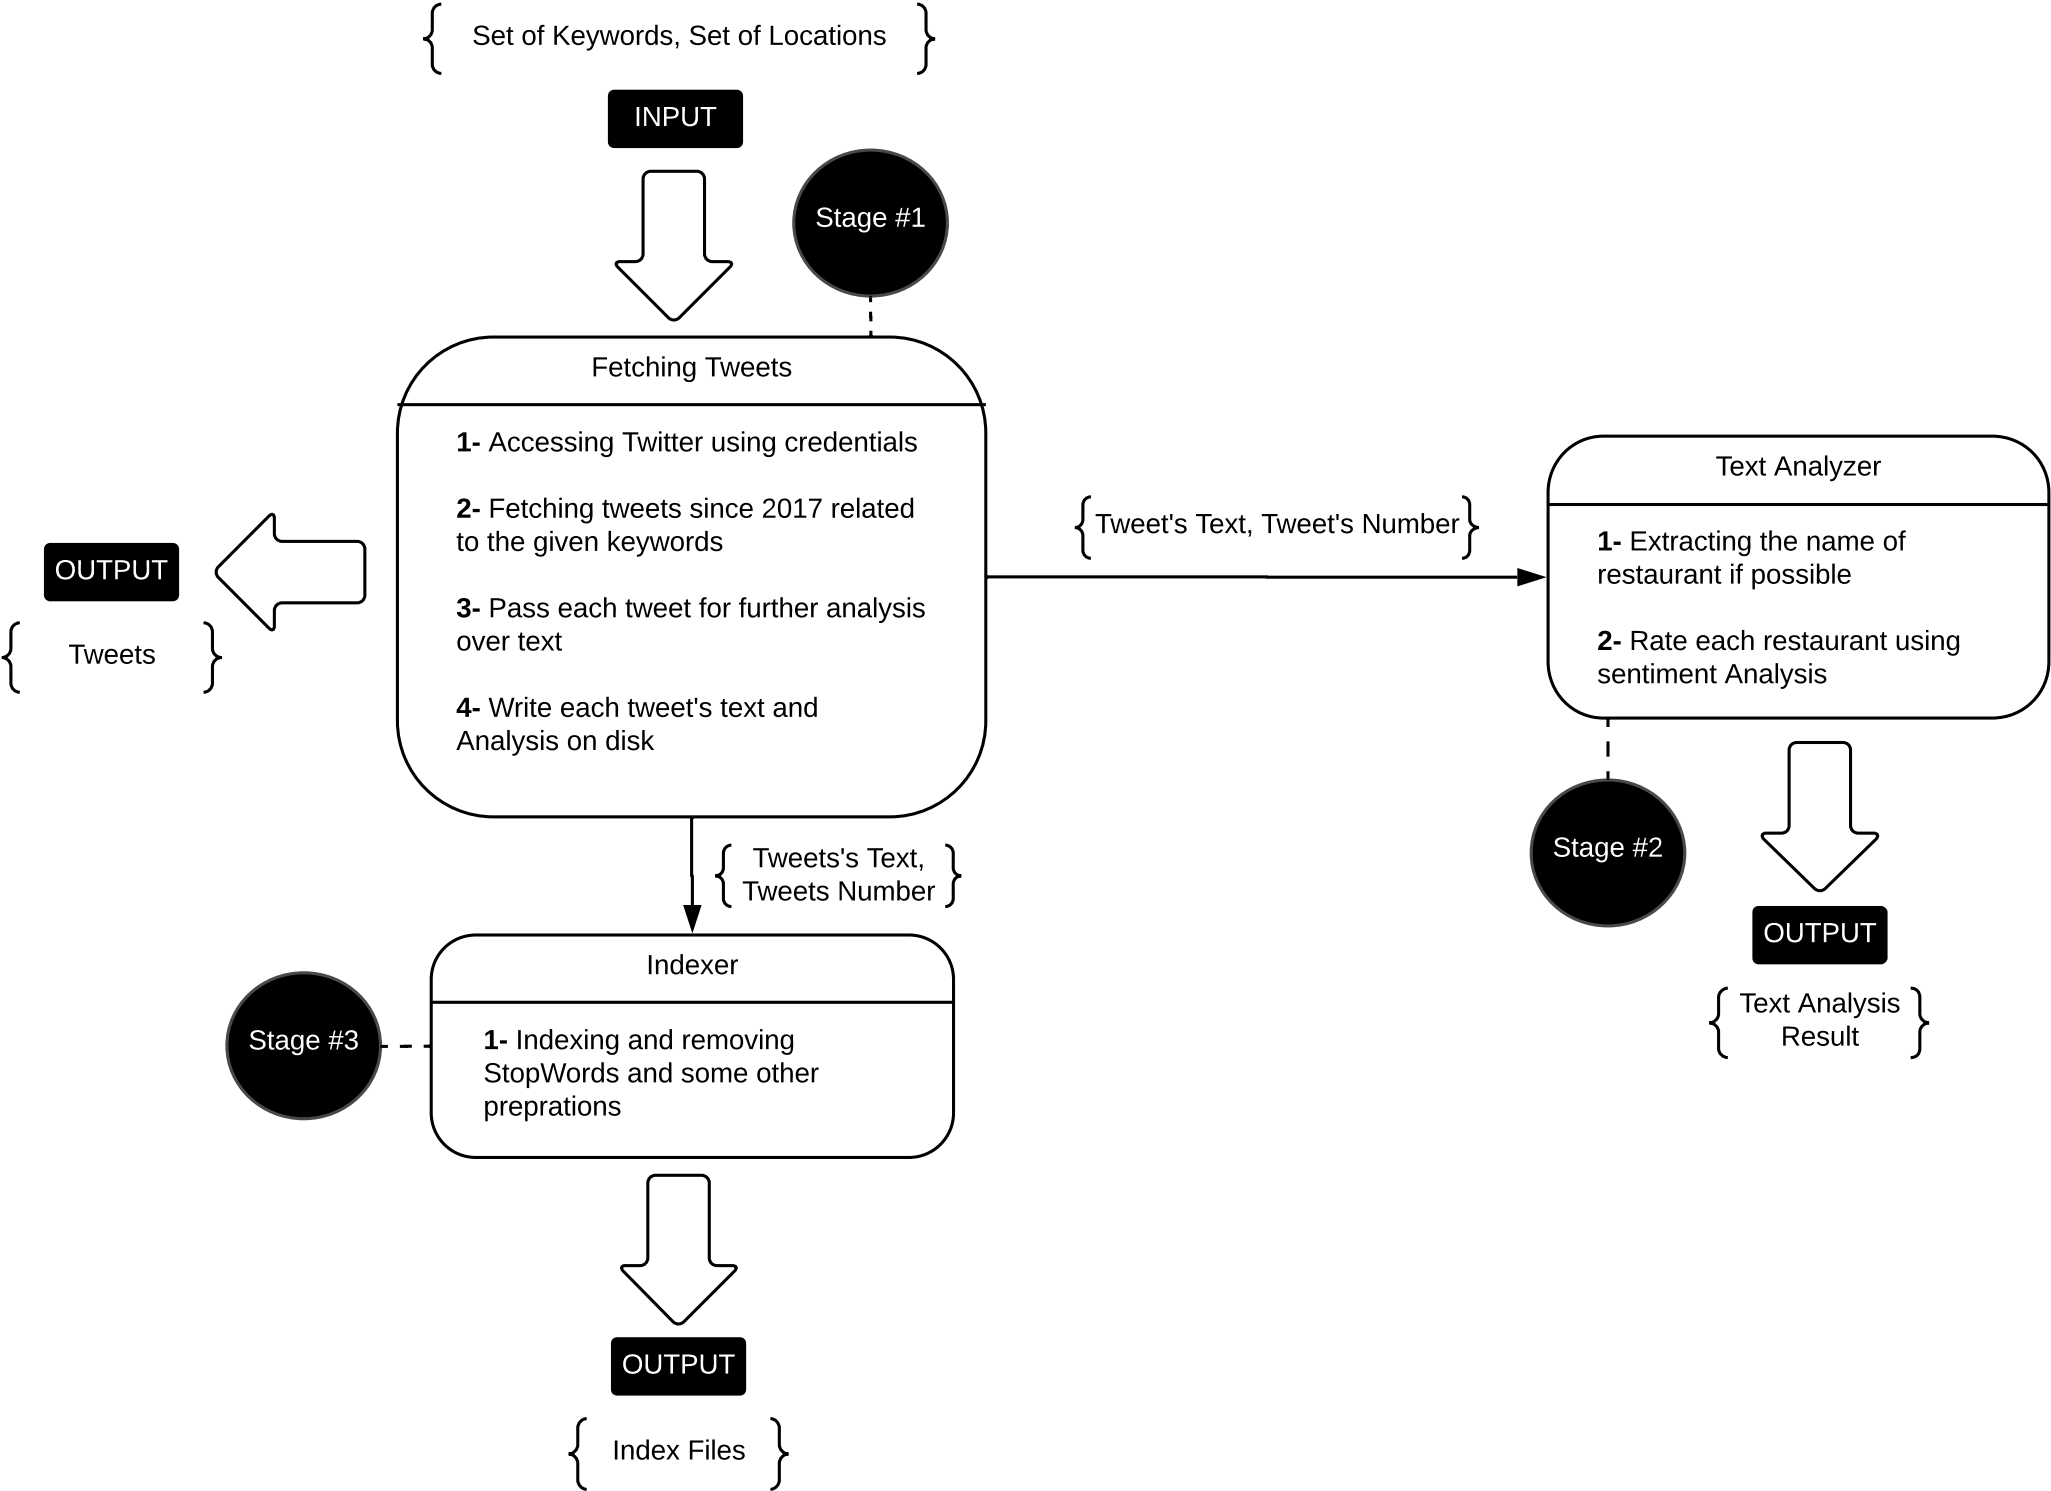 Set of Keywords, Set of Locations
INPUT
Stage #1
Fetching Tweets
1- Accessing Twitter using credentials
2- Fetching tweets since 2017 related
to the given keywords
3- Pass each tweet for further analysis
over text
4- Write each tweet's text and
Analysis on disk
OUTPUT
Tweets
Tweet's Text, Tweet's Number
Text Analyzer
1- Extracting the name of
restaurant if possible
2- Rate each restaurant using
sentiment Analysis
Stage #2
OUTPUT
Text Analysis
Result
Tweets's Text,
Tweets Number
Indexer
1- Indexing and removing
StopWords and some other
preprations
Stage #3
OUTPUT
Index Files